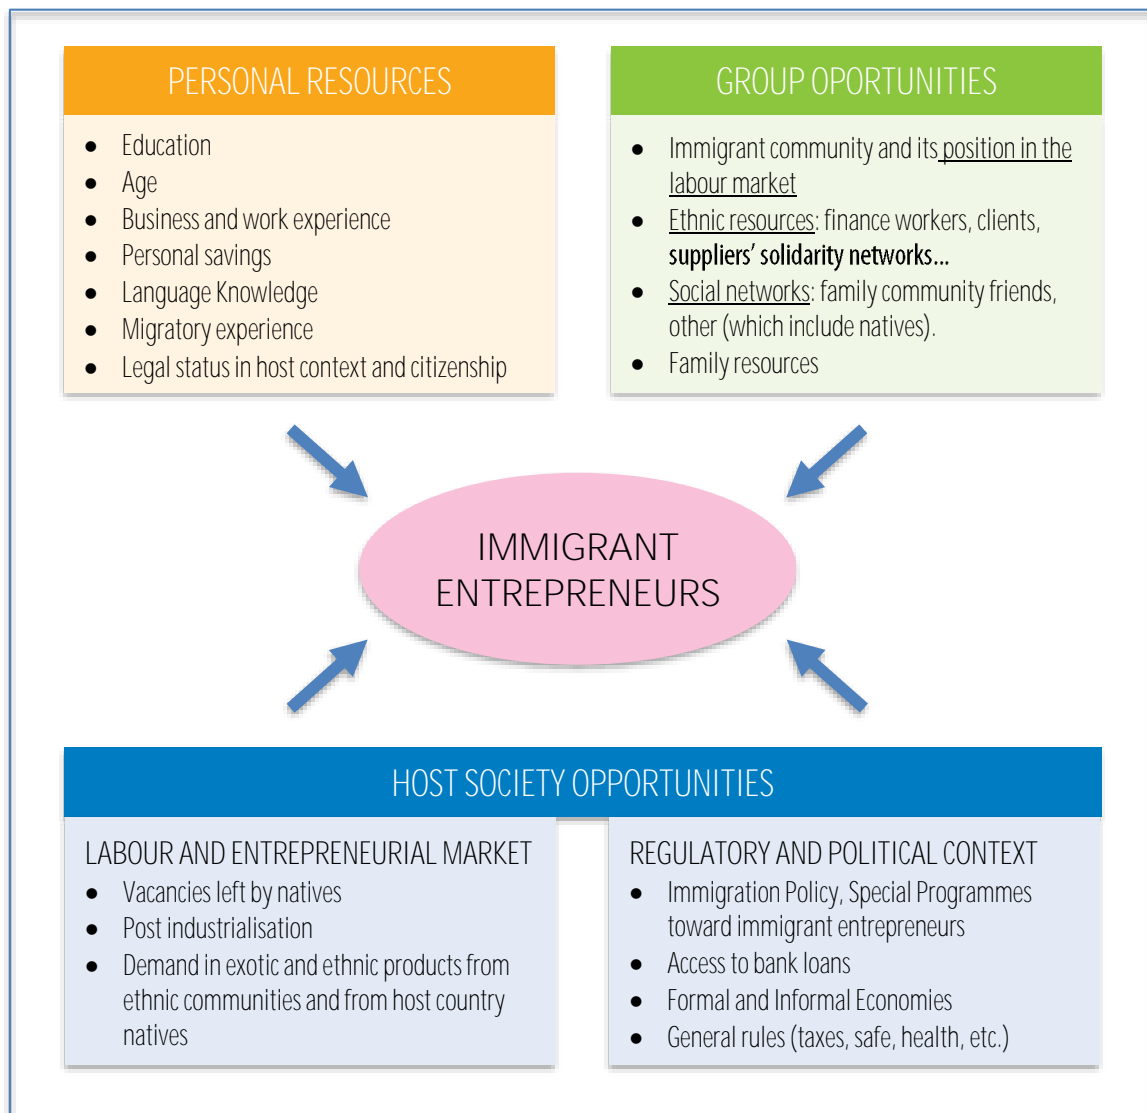 PERSONAL RESOURCES
• Education
• Age
• Business and work experience
• Personal savings
• Language Knowledge
• Migratory experience
• Legal status in host context and citizenship
GROUP OPORTUNITIES
• Immigrant community and its position in the
labour market
• Ethnic resources: finance workers, clients,
suppliers’ solidarity networks...
• Social networks: family community friends,
other (which include natives).
• Family resources
IMMIGRANT
ENTREPRENEURS
HOST SOCIETY OPPORTUNITIES
LABOUR AND ENTREPRENEURIAL MARKET
• Vacancies left by natives
• Post industrialisation
• Demand in exotic and ethnic products from
ethnic communities and from host country
natives
REGULATORY AND POLITICAL CONTEXT
• Immigration Policy, Special Programmes
toward immigrant entrepreneurs
• Access to bank loans
• Formal and Informal Economies
• General rules (taxes, safe, health, etc.)